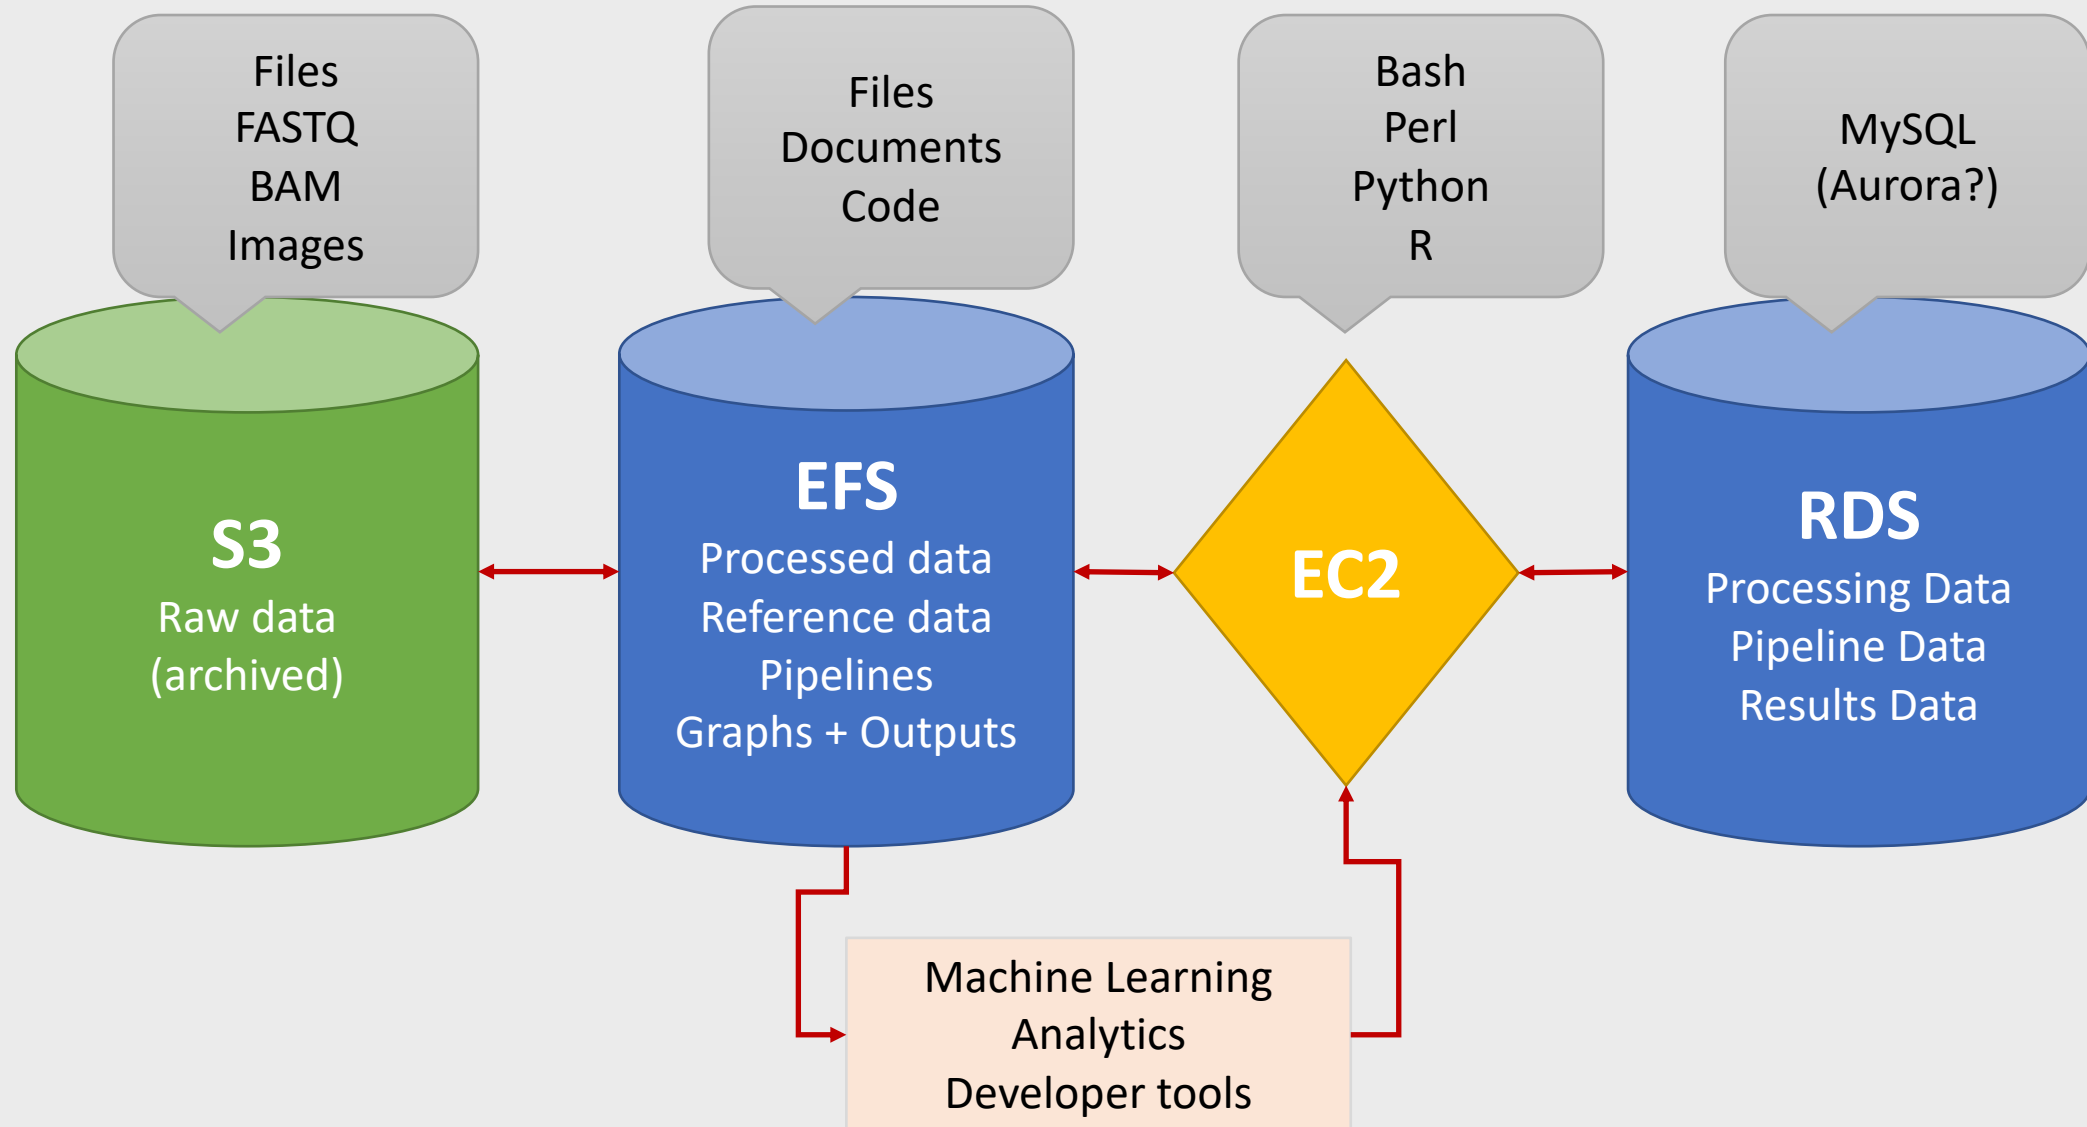 Files
FASTQ
BAM
Images
Files
Documents
Code
Bash
Perl
Python
R
MySQL
(Aurora?)
S3
Raw data
(archived)
EFS
Processed data
Reference data
Pipelines
Graphs + Outputs
EC2
RDS
Processing Data
Pipeline Data
Results Data
Machine Learning
Analytics
Developer tools